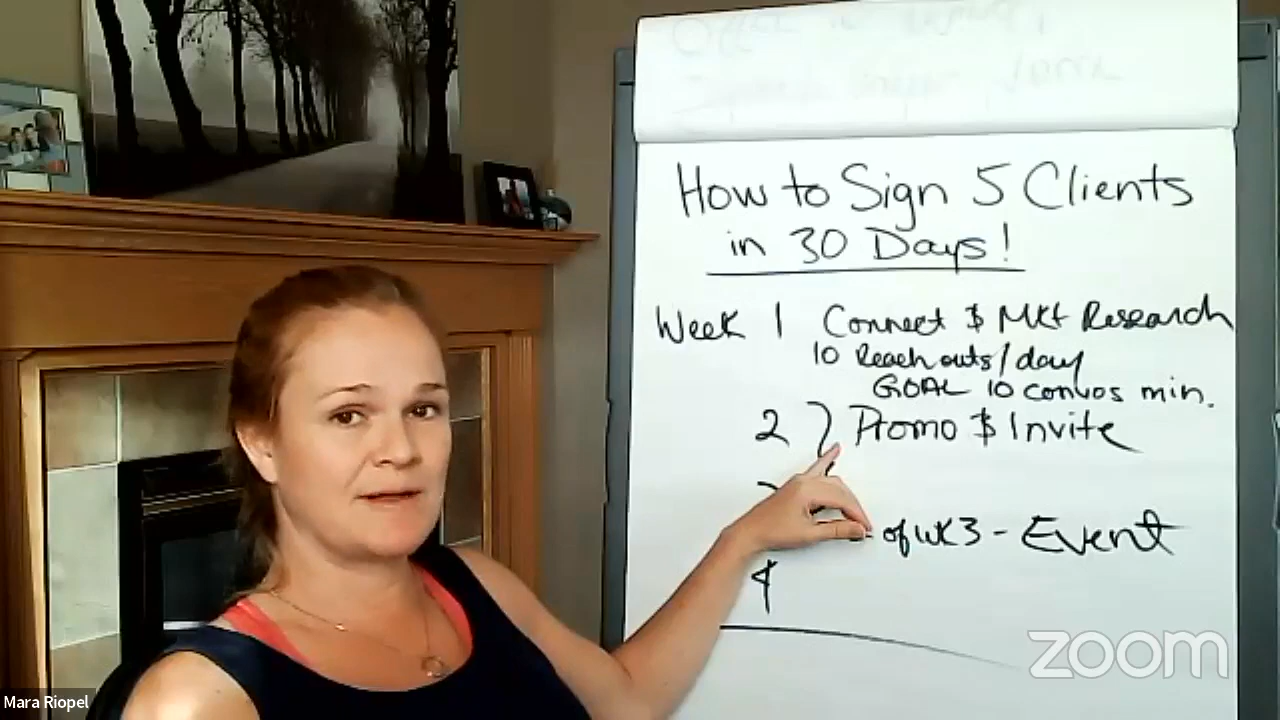 How to Sign 5 Clients
in 30 Days!
Week 1 Connect & Mkt Research
10 Reach outs/day
GOAL 10 convos min.
2 } Promo & Invite
of WK3 - Event
4
zoom
Mara Riopel